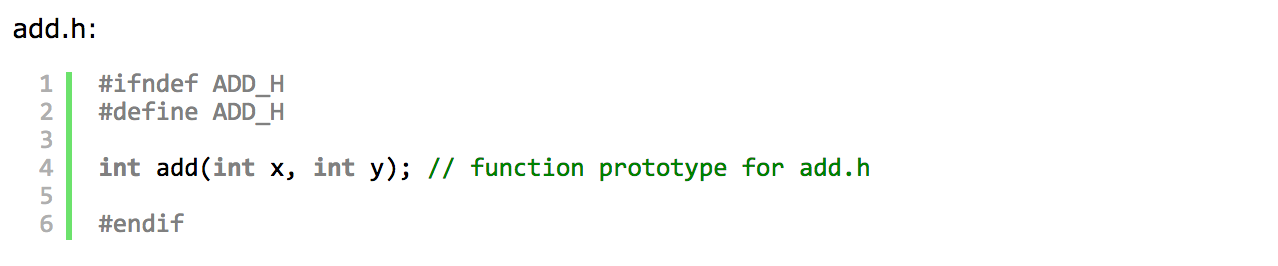 add.h:
1 #ifndef ADD_H
2 #define ADD_H
3
4 int add(int x, int y); // function prototype for add.h
5
6 #endif